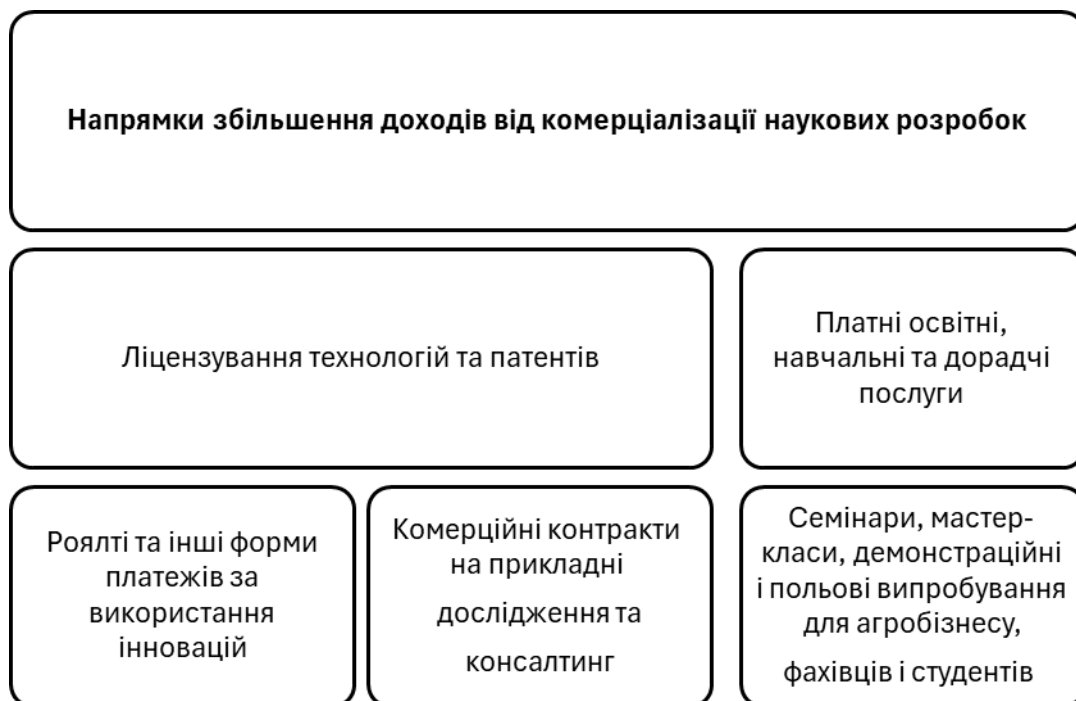 Напрямки збільшення доходів від комерціалізації наукових розробок
Ліцензування технологій та патентів
Платні освітні,
навчальні та дорадчі
послуги
Роялті та інші форми
платежів за
використання
інновацій
Комерційні контракти
на прикладні
дослідження та
консалтинг
Семінари, мастер-
класи, демонстраційні
і польові випробування
для агробізнесу,
фахівців і студентів